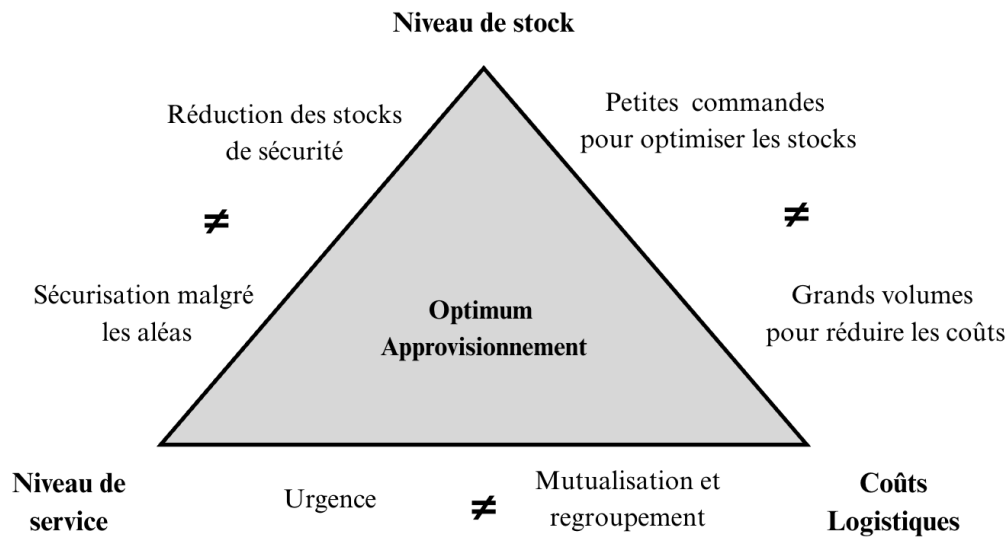 Niveau de stock
Réduction des stocks
de sécurité
Petites commandes
pour optimiser les stocks
≠
≠
Sécurisation malgré
les aléas
Optimum
Approvisionnement
Grands volumes
pour réduire les coûts
Niveau de
service
Urgence
≠
Mutualisation et
regroupement
Coûts
Logistiques